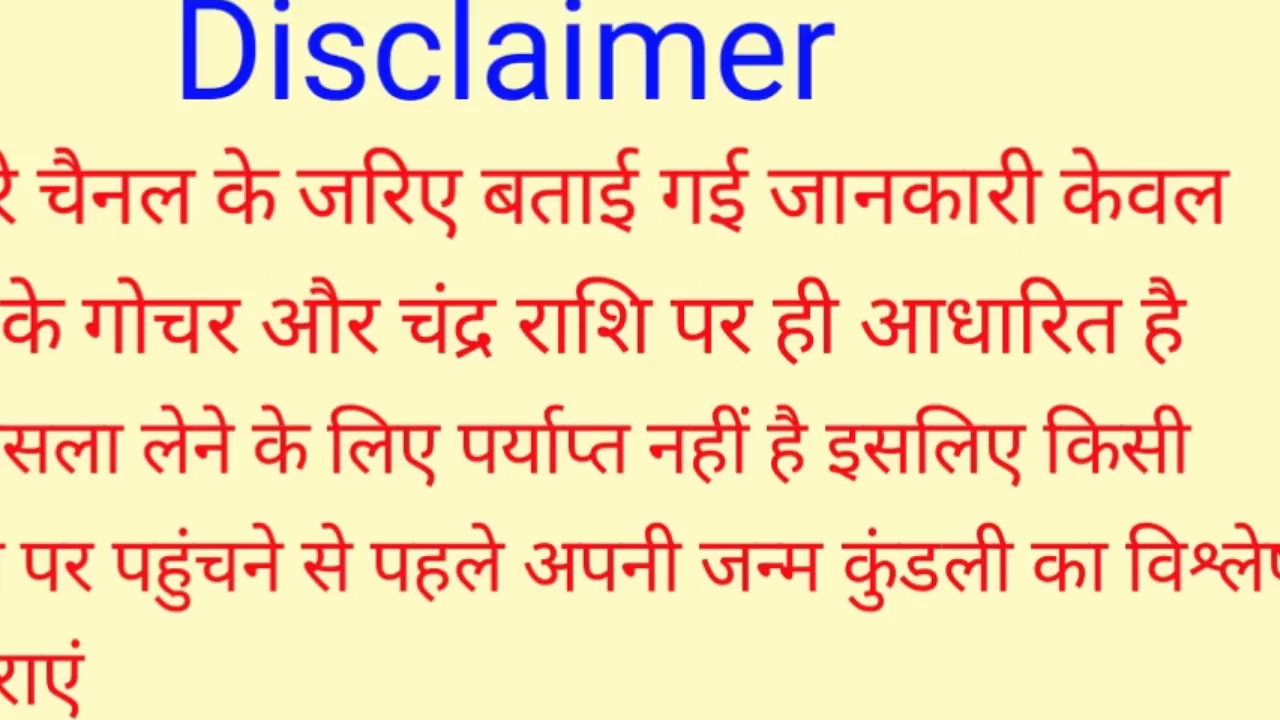 Disclaimer
चैनल के जरिए बताई गई जानकारी केवल
के गोचर और चंद्र राशि पर ही आधारित है
लेने के लिए पर्याप्त नहीं है इसलिए किसी
पर पहुंचने से पहले अपनी जन्म कुंडली का